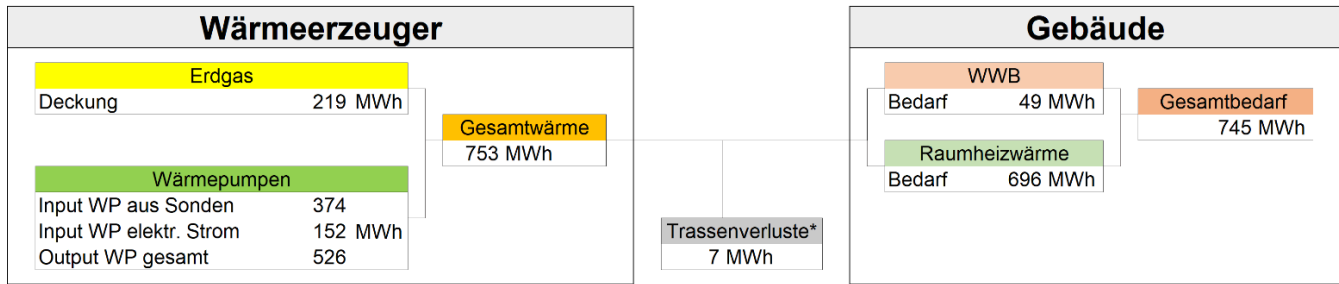 Wärmeerzeuger
Erdgas
Deckung 219 MWh
Gesamtwärme
753 MWh
Wärmepumpen
Input WP aus Sonden 374
Input WP elektr. Strom 152 MWh
Output WP gesamt 526
Trassenverluste*
7 MWh
Gebäude
WWB
Bedarf 49 MWh
Gesamtbedarf
745 MWh
Raumheizwärme
Bedarf 696 MWh